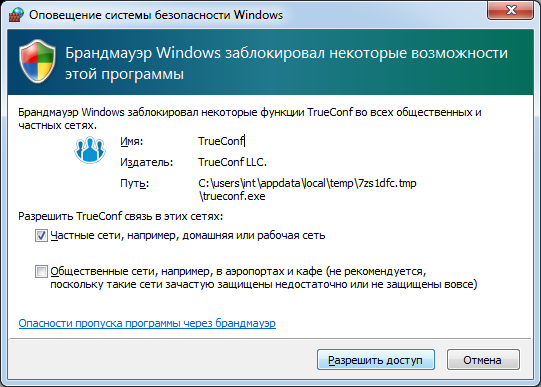 Оповещение системы безопасности Windows
Брандмауэр Windows заблокировал некоторые возможности
этой программы
Брандмауэр Windows заблокировал некоторые функции TrueConf во всех общественных и
частных сетях.
Имя: TrueConf
Издатель: TrueConf LLC.
Путь: C:\users\int\appdata\local\temp\7zs1dfc.tmp
\trueconf.exe
Разрешить TrueConf связь в этих сетях:
Частные сети, например, домашняя или рабочая сеть
Общественные сети, например, в аэропортах и кафе (не рекомендуется,
поскольку такие сети зачастую защищены недостаточно или не защищены вовсе)
Опасности пропуска программы через брандмауэр
Разрешить доступ Отмена